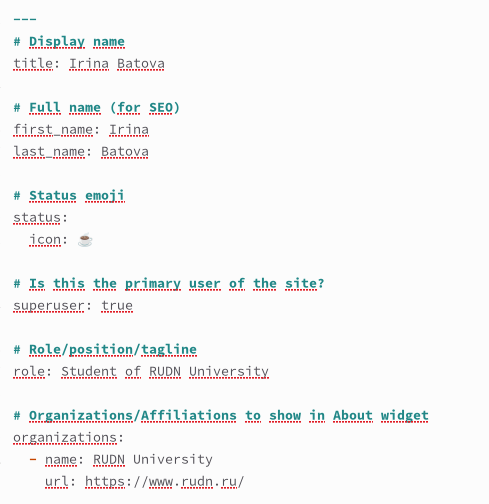 ---
# Display name
title: Irina Batova

# Full name (for SEO)
first_name: Irina
last_name: Batova

# Status emoji
status:
  icon: ☕️

# Is this the primary user of the site?
superuser: true

# Role/position/tagline
role: Student of RUDN University

# Organizations/Affiliations to show in About widget
organizations:
  - name: RUDN University
    url: https://www.rudn.ru/